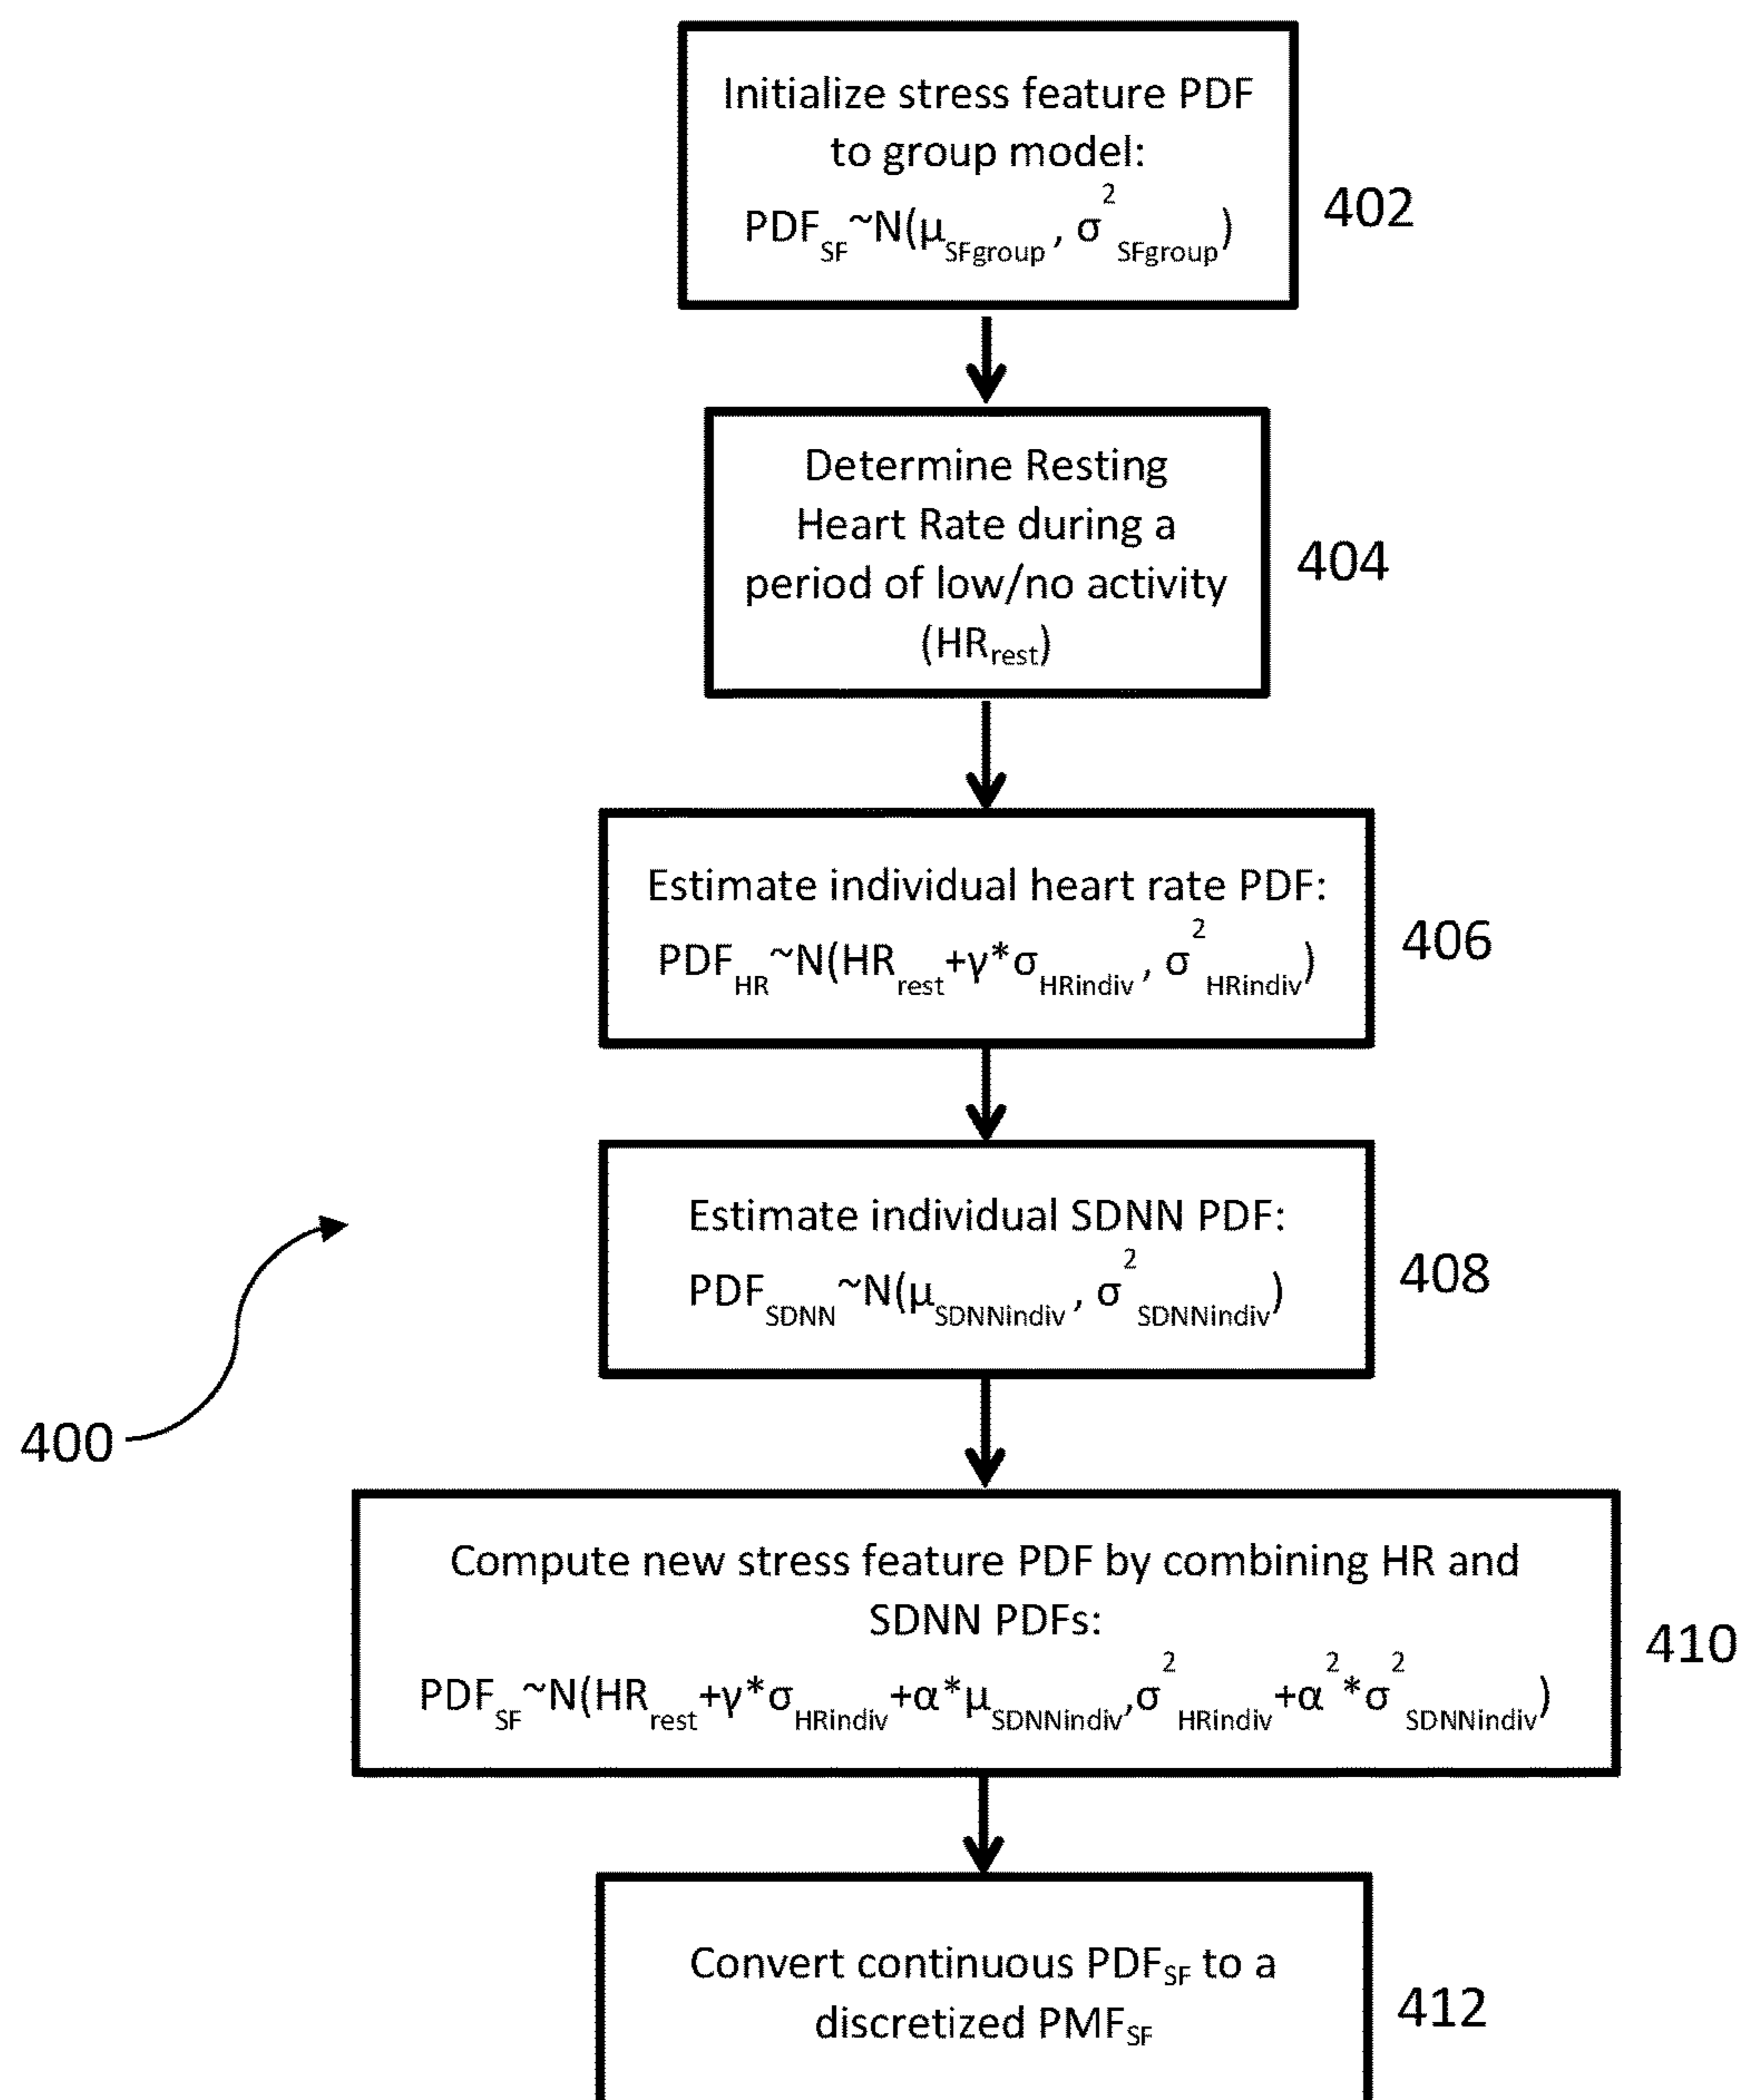 Initialize stress feature PDF
to group model:
PDF_SF~N(μ_SFgroup, σ²_SFgroup)
402
Determine Resting
Heart Rate during a
period of low/no activity
(HR_rest)
404
Estimate individual heart rate PDF:
PDF_HR~N(HR_rest+γ*σ_HRindiv, σ²_HRindiv)
406
Estimate individual SDNN PDF:
PDF_SDNN~N(μ_SDNNindiv, σ²_SDNNindiv)
408
400
Compute new stress feature PDF by combining HR and
SDNN PDFs:
PDF_SF~N(HR_rest+γ*σ_HRindiv+α*μ_SDNNindiv,σ²_HRindiv+α²*σ²_SDNNindiv)
410
Convert continuous PDF_SF to a
discretized PMF_SF
412